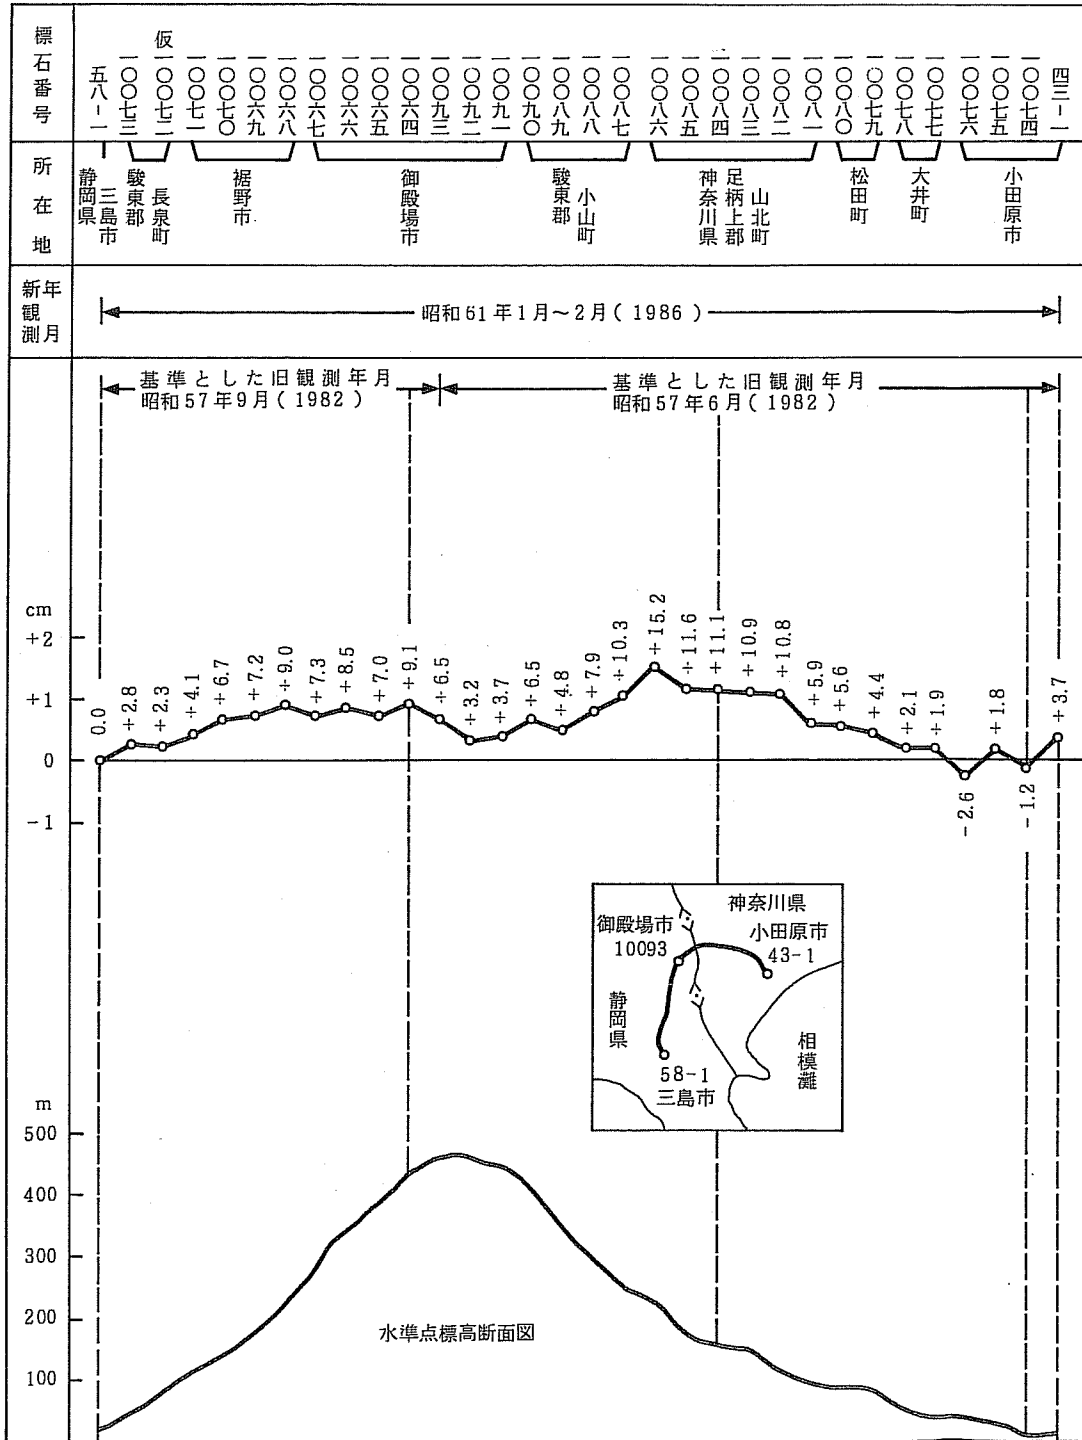 標石番号
五八-一
一〇〇七三
仮
一〇〇七二
一〇〇七一
一〇〇七〇
一〇〇六九
一〇〇六八
一〇〇六七
一〇〇六六
一〇〇六五
一〇〇六四
一〇〇九三
一〇〇九二
一〇〇九一
一〇〇九〇
一〇〇八九
一〇〇八八
一〇〇八七
一〇〇八六
一〇〇八五
一〇〇八四
一〇〇八三
一〇〇八二
一〇〇八一
一〇〇八〇
一〇〇七九
一〇〇七八
一〇〇七七
一〇〇七六
一〇〇七五
一〇〇七四
四三-一
所在地
静岡県
三島市
駿東郡
長泉町
裾野市
御殿場市
駿東郡
小山町
神奈川県
足柄上郡
山北町
松田町
大井町
小田原市
新観測
年月
昭和61年1月~2月(1986)
基準とした旧観測年月
昭和57年9月(1982)
基準とした旧観測年月
昭和57年6月(1982)
cm
+2
+1
0
-1
0.0
+2.8
+2.3
+4.1
+6.7
+7.2
+9.0
+7.3
+8.5
+7.0
+9.1
+6.5
+3.2
+3.7
+6.5
+4.8
+7.9
+10.3
+15.2
+11.6
+11.1
+10.9
+10.8
+5.9
+5.6
+4.4
+2.1
+1.9
-2.6
+1.8
-1.2
+3.7
神奈川県
御殿場市
10093
小田原市
43-1
静岡県
相模灘
58-1
三島市
m
500
400
300
200
100
水準点標高断面図